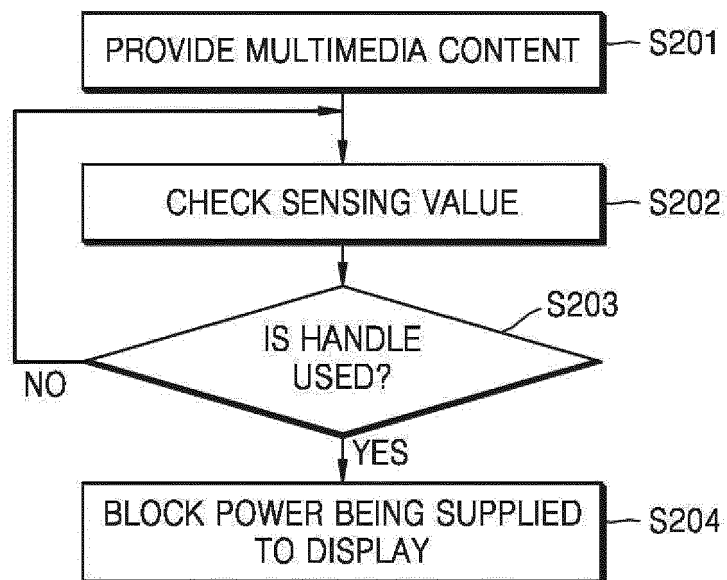 PROVIDE MULTIMEDIA CONTENT
S201
CHECK SENSING VALUE
S202
IS HANDLE
USED?
S203
NO
YES
BLOCK POWER BEING SUPPLIED
TO DISPLAY
S204